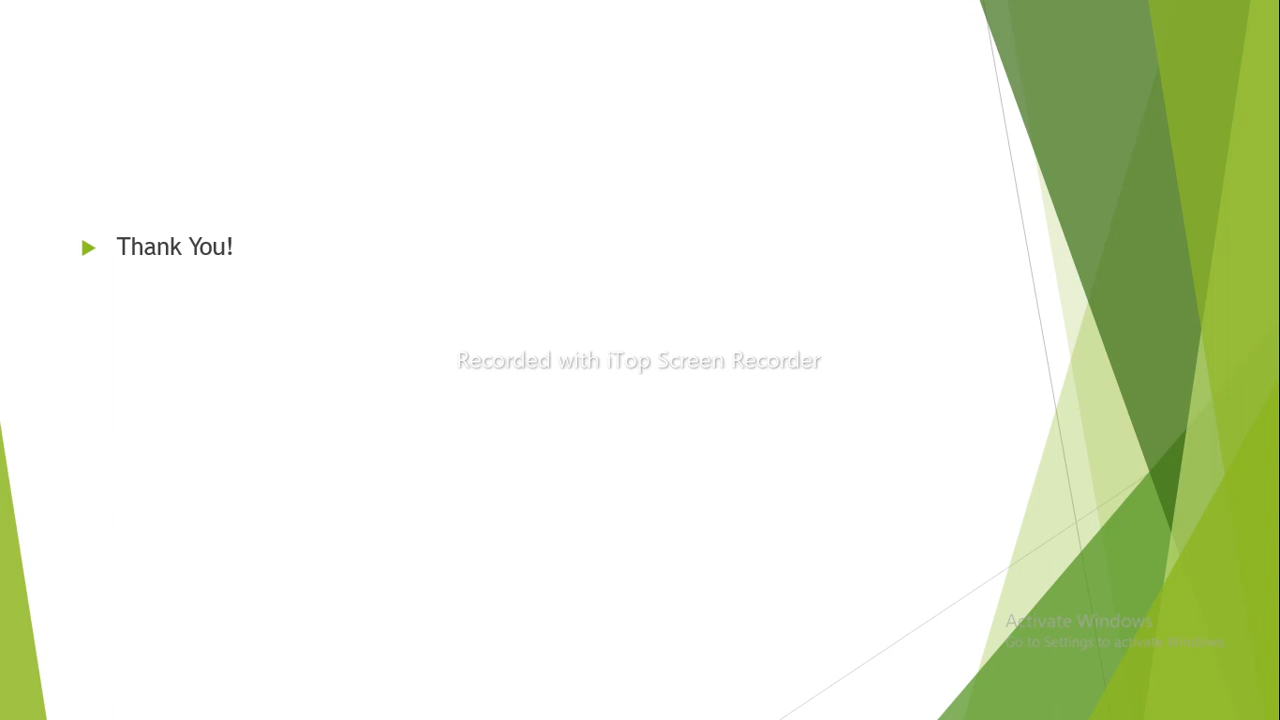 Thank You!
Recorded with iTop Screen Recorder
Activate Windows
Go to Settings to activate Windows.